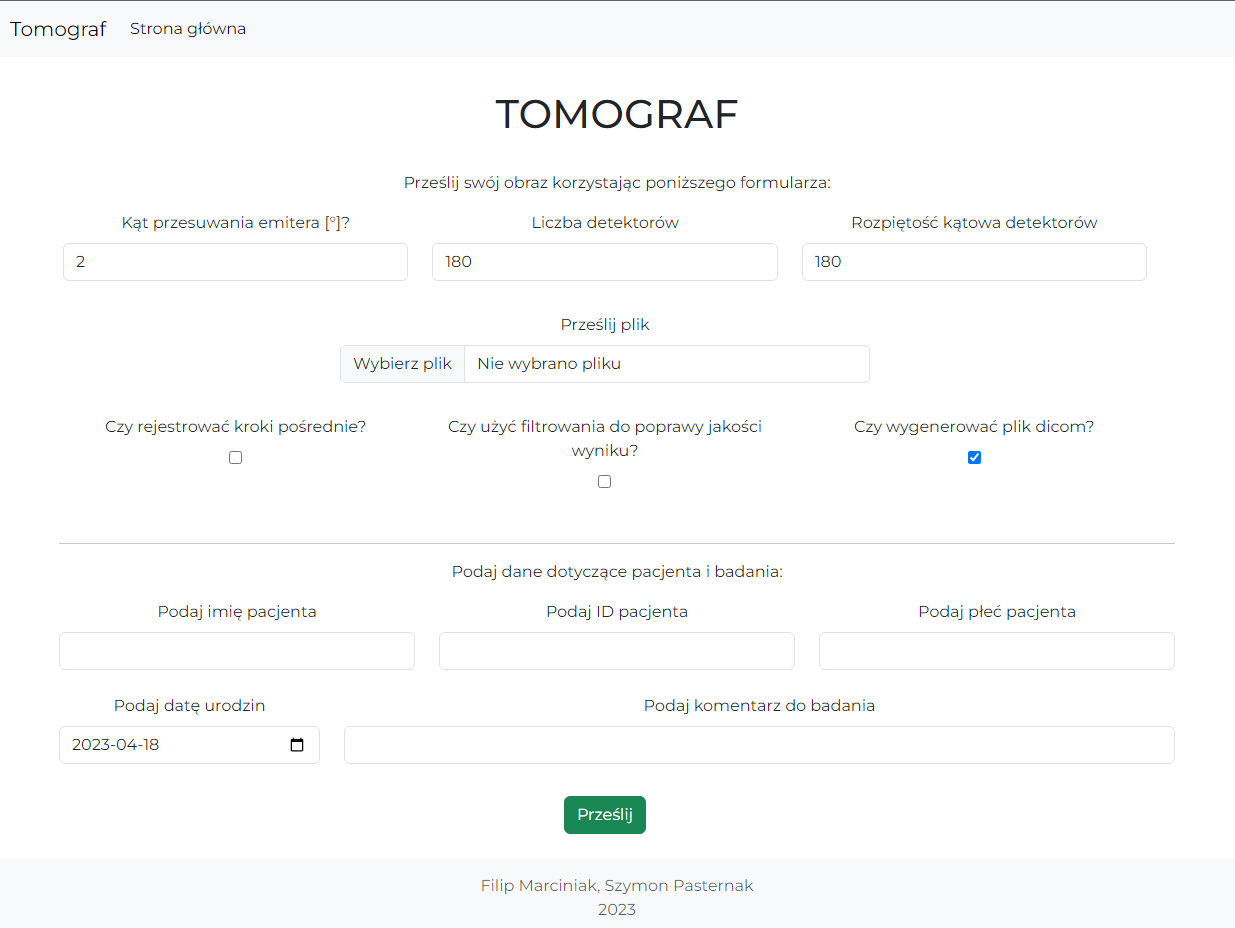 Tomograf Strona główna
TOMOGRAF
Prześlij swój obraz korzystając poniższego formularza:
Kąt przesuwania emitera [°]? Liczba detektorów Rozpiętość kątowa detektorów
2 180 180
Prześlij plik
Wybierz plik Nie wybrano pliku
Czy rejestrować kroki pośrednie? Czy użyć filtrowania do poprawy jakości Czy wygenerować plik dicom?
wyniku?
Podaj dane dotyczące pacjenta i badania:
Podaj imię pacjenta Podaj ID pacjenta Podaj płeć pacjenta
Podaj datę urodzin Podaj komentarz do badania
2023-04-18
Prześlij
Filip Marciniak, Szymon Pasternak
2023